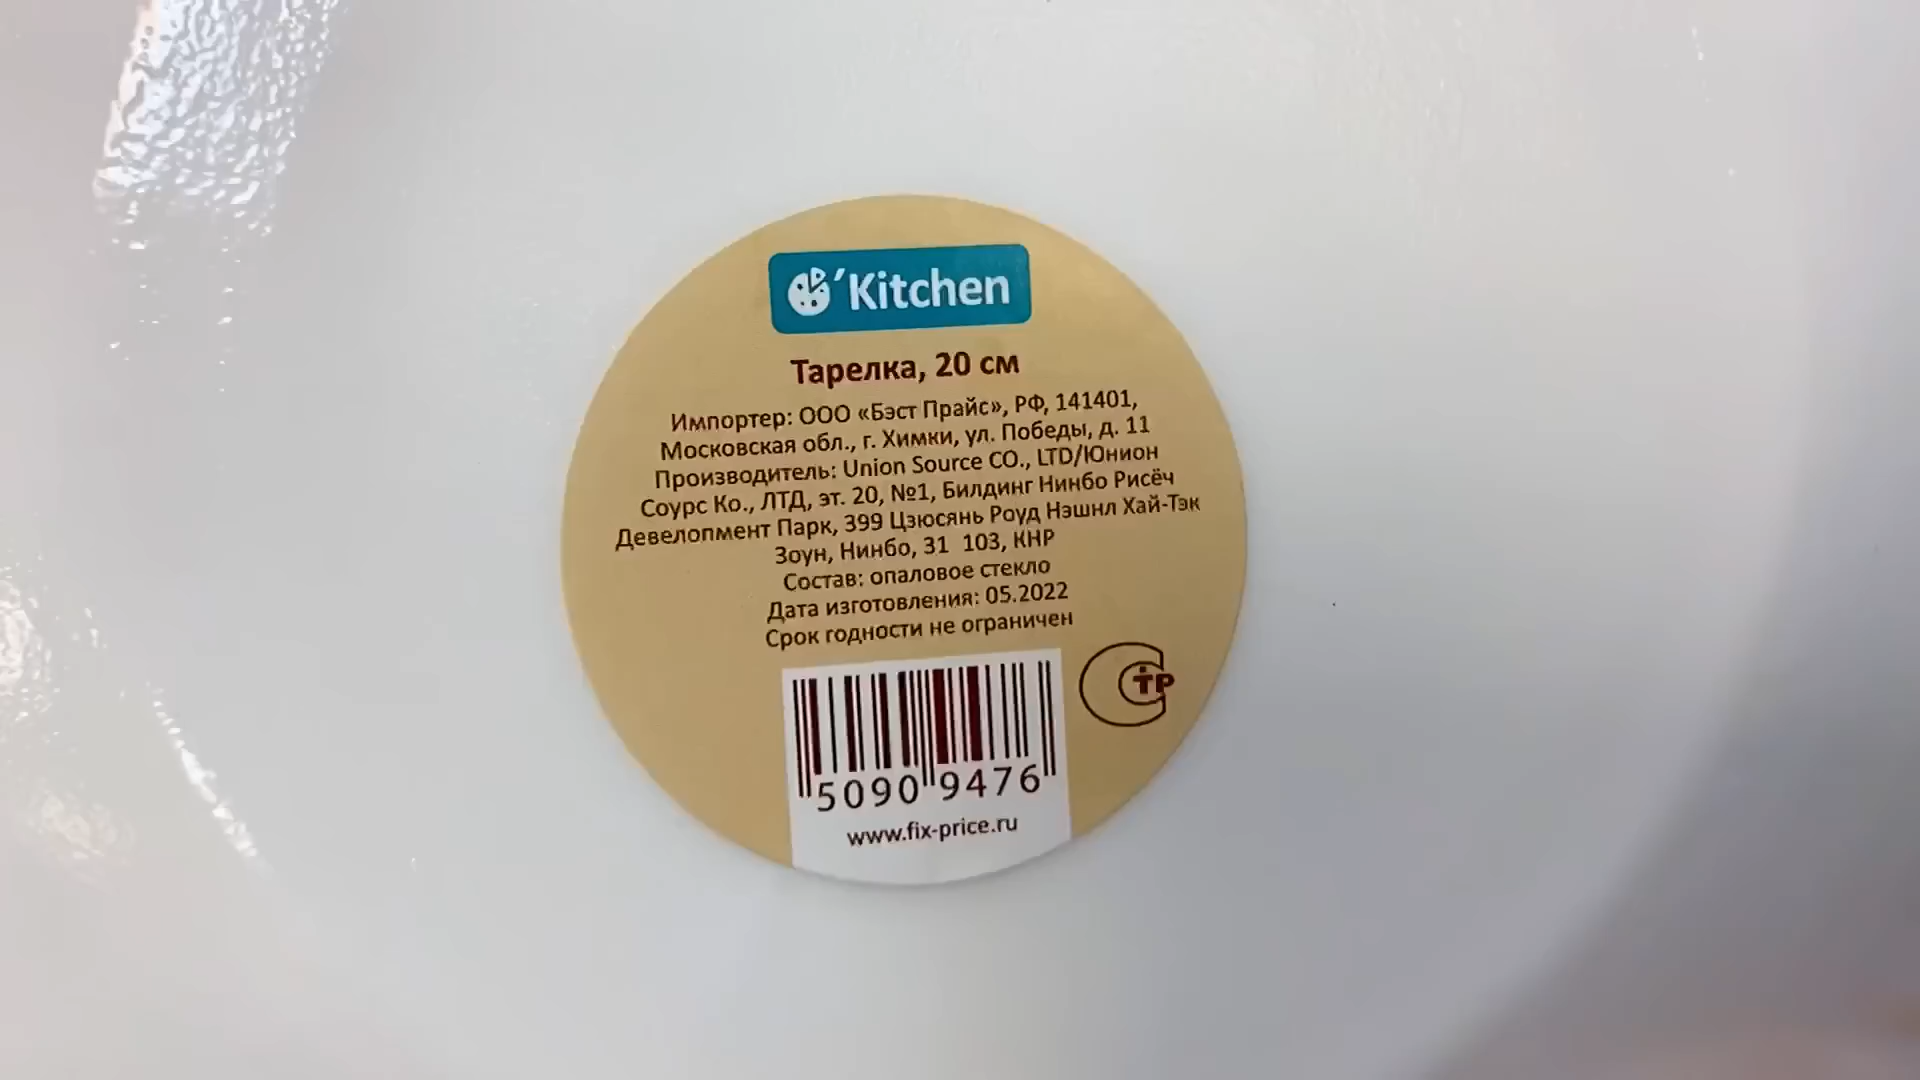 'Kitchen
Тарелка, 20 см
Импортер: ООО «Бэст Прайс», РФ, 141401,
Московская обл., г. Химки, ул. Победы, д. 11
Производитель: Union Source CO., LTD/Юнион
Соурс Ко., ЛТД, эт. 20, №1, Билдинг Нинбо Рисёч
Девелопмент Парк, 399 Цзюсянь Роуд Нэшнл Хай-Тэк
Зоун, Нинбо, 31 103, КНР
Состав: опаловое стекло
Дата изготовления: 05.2022
Срок годности не ограничен
СТР
5090 9476
www.fix-price.ru